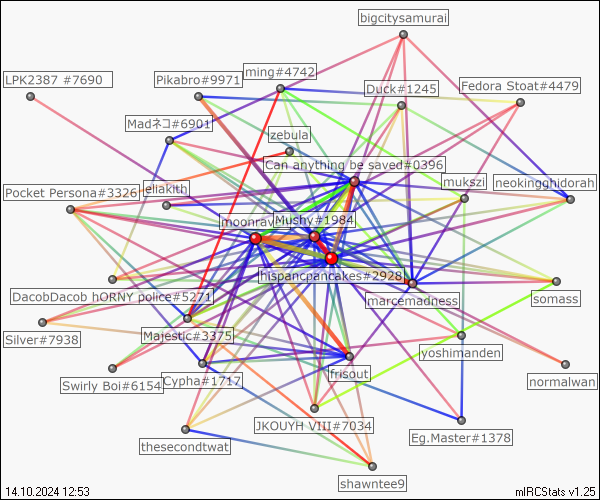 bigcitysamurai
LPK2387 #7690
Pikabro#9971
ming#4742
Duck#1245
Fedora Stoat#4479
Madネコ#6901
zebula
Can anything be saved#0396
Pocket Persona#3326
eliakith
mukszi
neokingghidorah
Mushy#1984
hispancpancakes#2928
DacobDacob hORNY police#5271
marcemadness
somass
Silver#7938
Majestic#3375
yoshimanden
Swirly Boi#6154
Cypha#1717
frisout
normalwan
JKOUYH VIII#7034
Eg.Master#1378
thesecondtwat
shawntee9
14.10.2024 12:53
mIRCStats v1.25